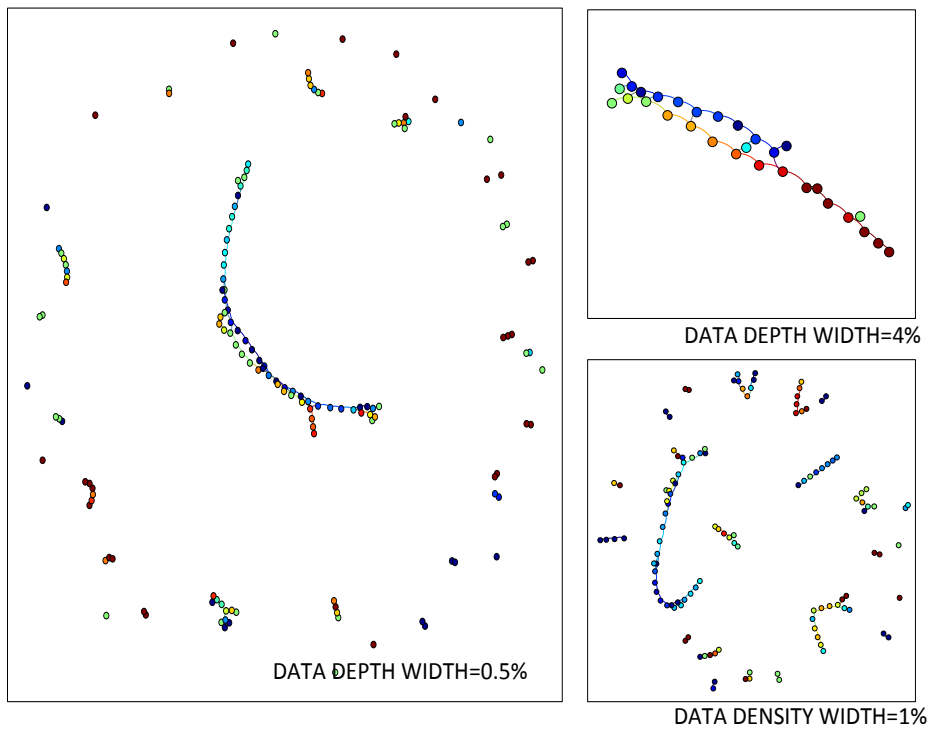 DATA DEPTH WIDTH=4%
DATA DEPTH WIDTH=0.5%
DATA DENSITY WIDTH=1%